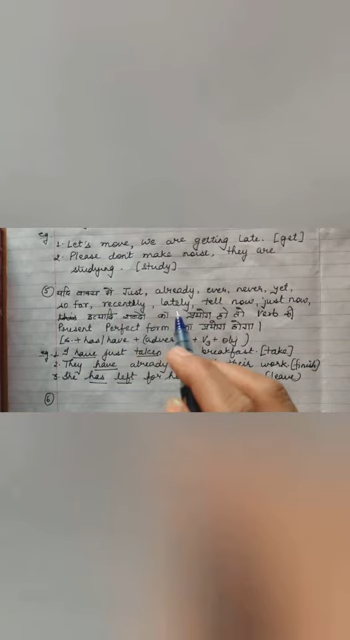 eg. 1. Let's move, we are getting late. [get]
2. Please dont make noise, they are
studying. [study]
⑤ यदि वाक्य मे Just, already, ever, never, yet,
so far, recently, lately, tell now, just now,
इत्यादि शब्दो का प्रयोग हो तो Verb की
Present Perfect form का प्रयोग होगा।
[S + has/have + (adver + V3 + obj)
eg. 1. I have just taken breakfast. [take]
2. They have already their work. [finish]
3. She has left for h [leave]
⑥